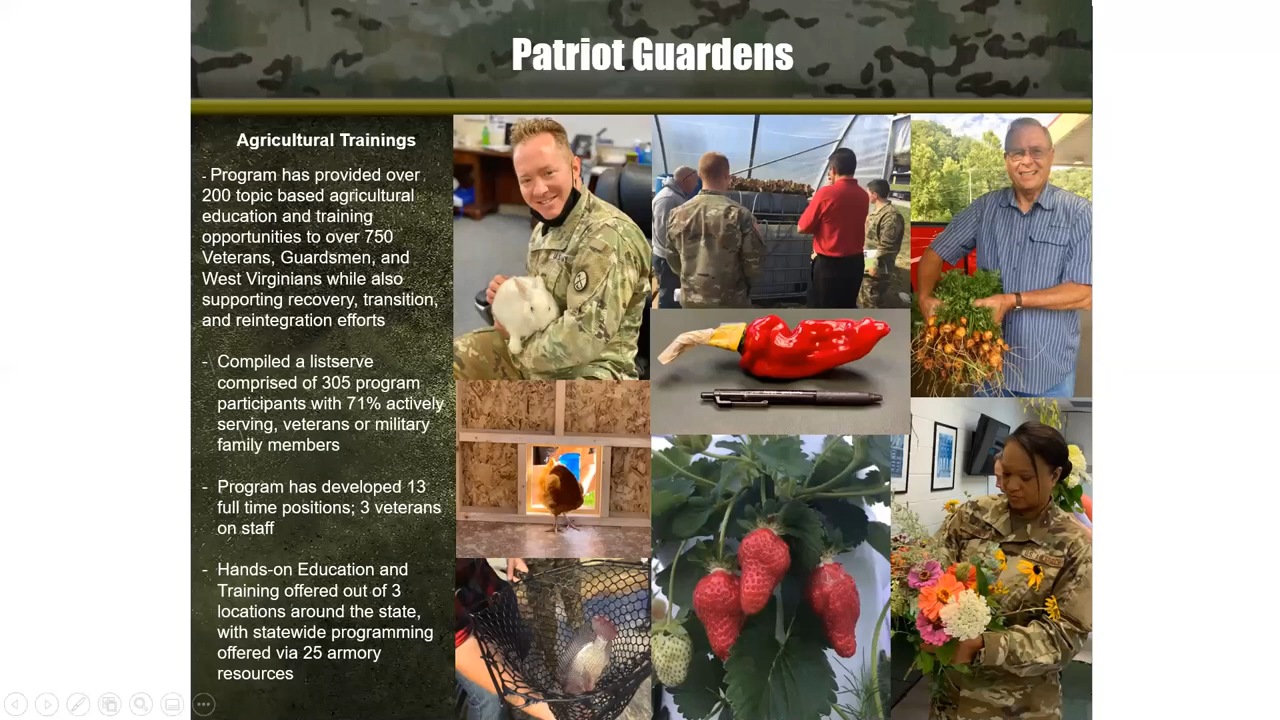 Patriot Guardens
Agricultural Trainings
- Program has provided over
200 topic based agricultural
education and training
opportunities to over 750
Veterans, Guardsmen, and
West Virginians while also
supporting recovery, transition,
and reintegration efforts
- Compiled a listserve
comprised of 305 program
participants with 71% actively
serving, veterans or military
family members
- Program has developed 13
full time positions; 3 veterans
on staff
- Hands-on Education and
Training offered out of 3
locations around the state,
with statewide programming
offered via 25 armory
resources